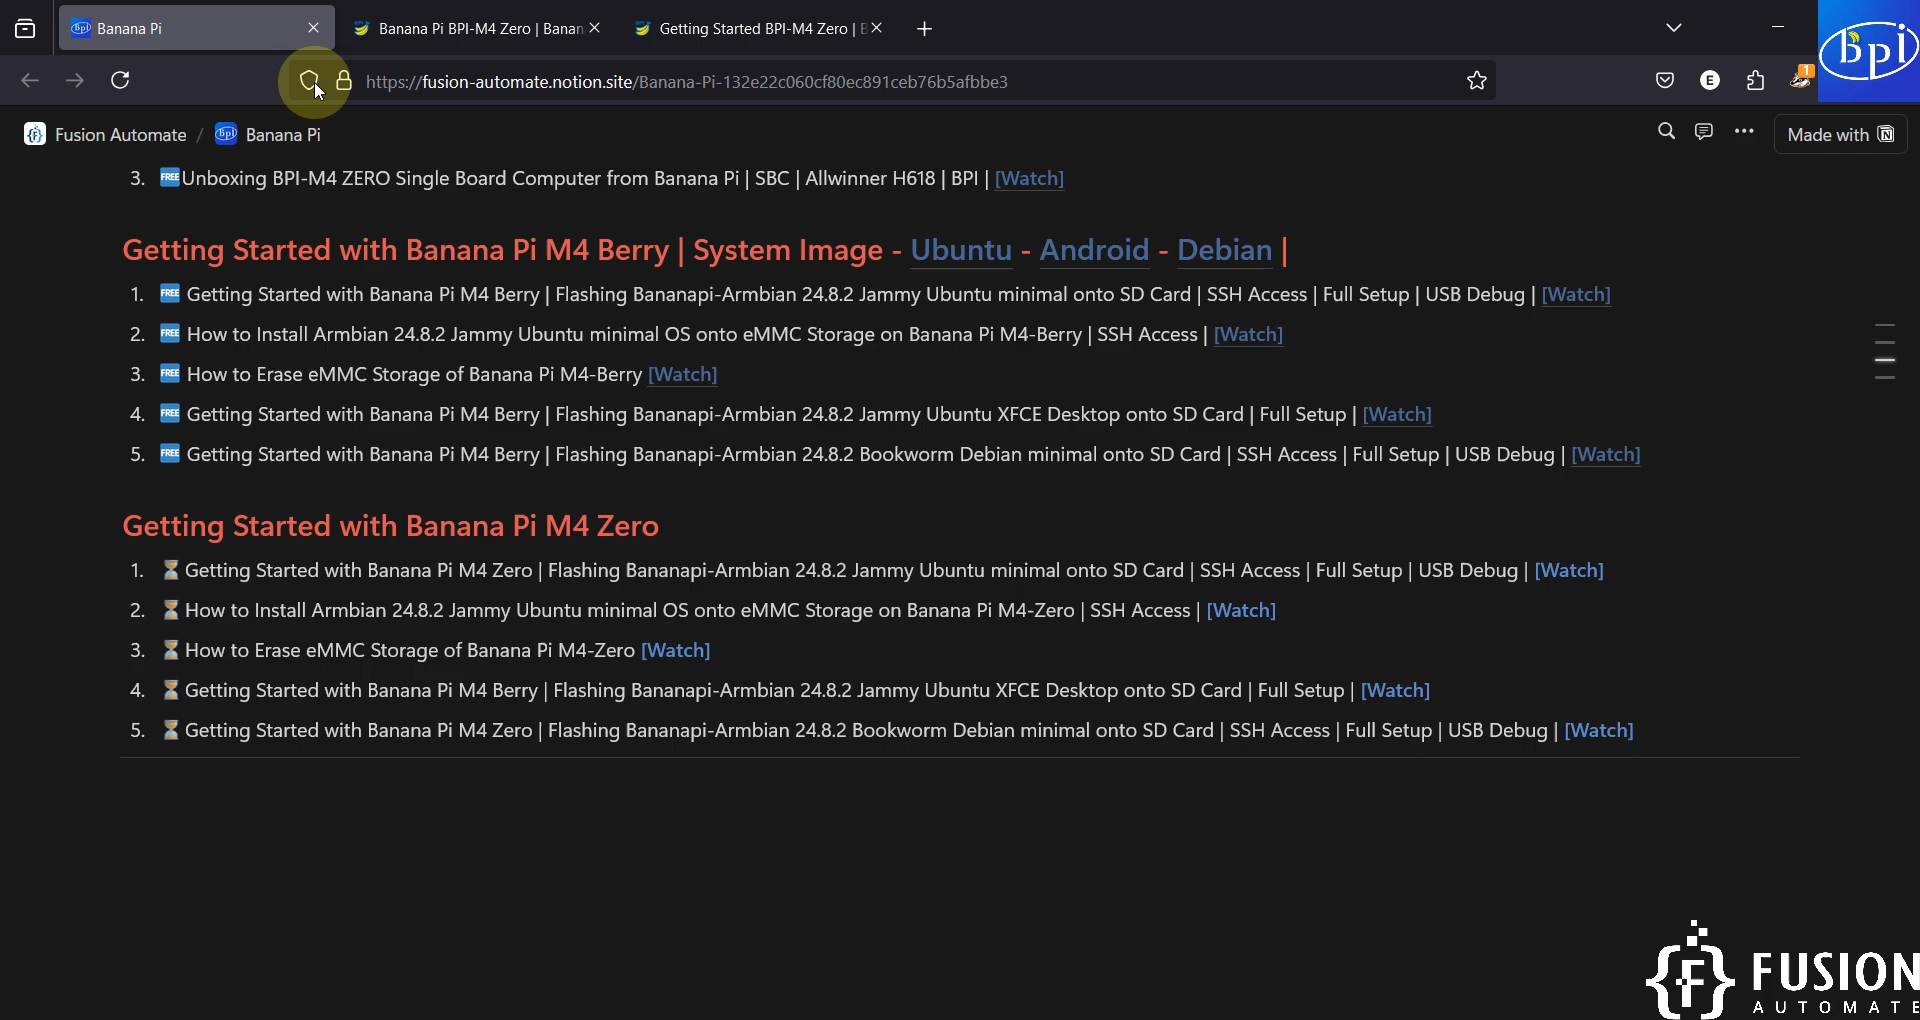 Banana Pi
Banana Pi BPI-M4 Zero | Banan
Getting Started BPI-M4 Zero | B
https://fusion-automate.notion.site/Banana-Pi-132e22c060cf80ec891ceb76b5afbbe3
E
1
bpi
Fusion Automate / Banana Pi
Made with
3. FREE Unboxing BPI-M4 ZERO Single Board Computer from Banana Pi | SBC | Allwinner H618 | BPI | [Watch]
Getting Started with Banana Pi M4 Berry | System Image - Ubuntu - Android - Debian |
1. FREE Getting Started with Banana Pi M4 Berry | Flashing Bananapi-Armbian 24.8.2 Jammy Ubuntu minimal onto SD Card | SSH Access | Full Setup | USB Debug | [Watch]
2. FREE How to Install Armbian 24.8.2 Jammy Ubuntu minimal OS onto eMMC Storage on Banana Pi M4-Berry | SSH Access | [Watch]
3. FREE How to Erase eMMC Storage of Banana Pi M4-Berry [Watch]
4. FREE Getting Started with Banana Pi M4 Berry | Flashing Bananapi-Armbian 24.8.2 Jammy Ubuntu XFCE Desktop onto SD Card | Full Setup | [Watch]
5. FREE Getting Started with Banana Pi M4 Berry | Flashing Bananapi-Armbian 24.8.2 Bookworm Debian minimal onto SD Card | SSH Access | Full Setup | USB Debug | [Watch]
Getting Started with Banana Pi M4 Zero
1. ⏳Getting Started with Banana Pi M4 Zero | Flashing Bananapi-Armbian 24.8.2 Jammy Ubuntu minimal onto SD Card | SSH Access | Full Setup | USB Debug | [Watch]
2. ⏳How to Install Armbian 24.8.2 Jammy Ubuntu minimal OS onto eMMC Storage on Banana Pi M4-Zero | SSH Access | [Watch]
3. ⏳How to Erase eMMC Storage of Banana Pi M4-Zero [Watch]
4. ⏳Getting Started with Banana Pi M4 Berry | Flashing Bananapi-Armbian 24.8.2 Jammy Ubuntu XFCE Desktop onto SD Card | Full Setup | [Watch]
5. ⏳Getting Started with Banana Pi M4 Zero | Flashing Bananapi-Armbian 24.8.2 Bookworm Debian minimal onto SD Card | SSH Access | Full Setup | USB Debug | [Watch]
{F} FUSION
AUTOMATE